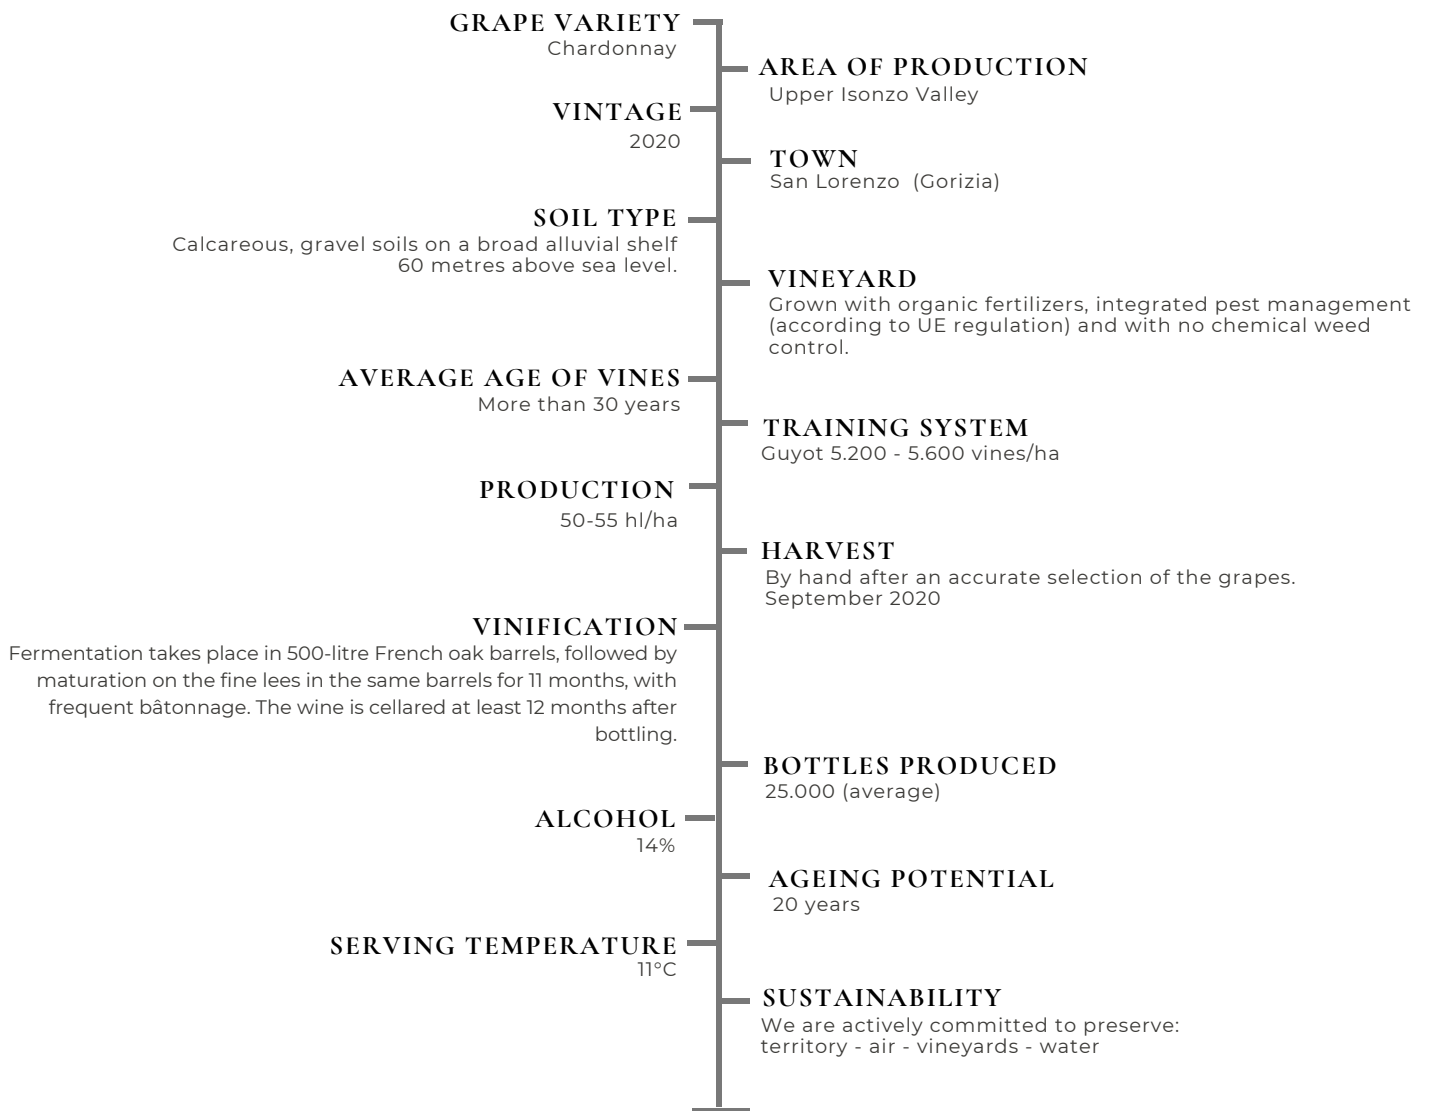 GRAPE VARIETY
Chardonnay
AREA OF PRODUCTION
Upper Isonzo Valley
VINTAGE
2020
TOWN
San Lorenzo (Gorizia)
SOIL TYPE
Calcareous, gravel soils on a broad alluvial shelf
60 metres above sea level.
VINEYARD
Grown with organic fertilizers, integrated pest management
(according to UE regulation) and with no chemical weed
control.
AVERAGE AGE OF VINES
More than 30 years
TRAINING SYSTEM
Guyot 5.200 - 5.600 vines/ha
PRODUCTION
50-55 hl/ha
HARVEST
By hand after an accurate selection of the grapes.
September 2020
VINIFICATION
Fermentation takes place in 500-litre French oak barrels, followed by
maturation on the fine lees in the same barrels for 11 months, with
frequent bâtonnage. The wine is cellared at least 12 months after
bottling.
BOTTLES PRODUCED
25.000 (average)
ALCOHOL
14%
AGEING POTENTIAL
20 years
SERVING TEMPERATURE
11°C
SUSTAINABILITY
We are actively committed to preserve:
territory - air - vineyards - water